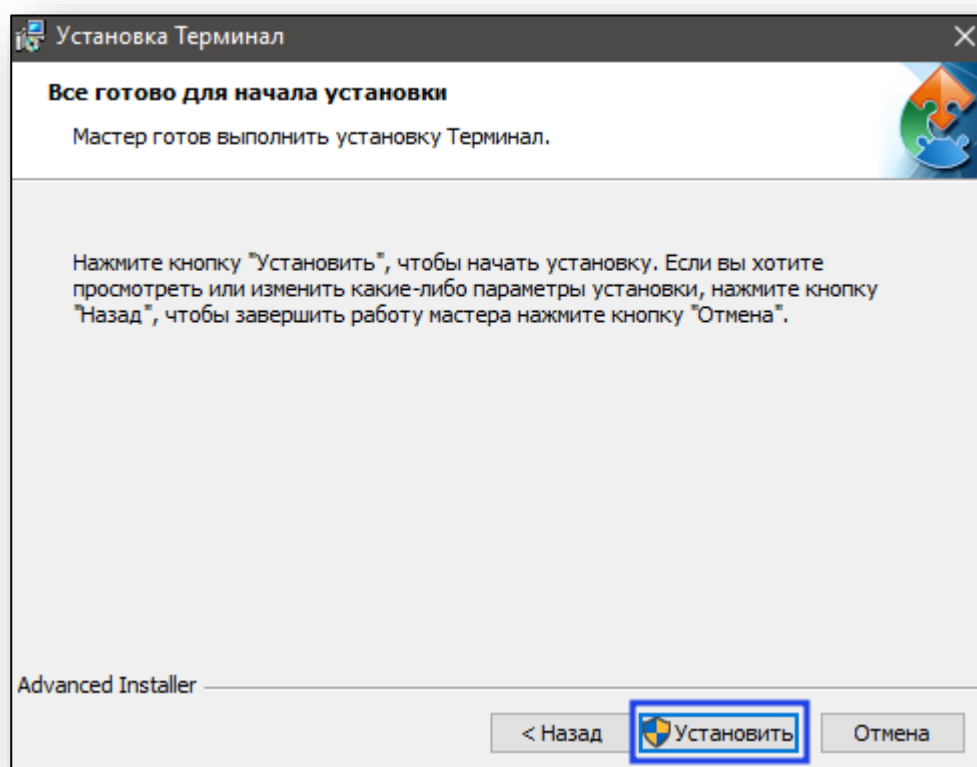 Установка Терминал
Все готово для начала установки
Мастер готов выполнить установку Терминал.
Нажмите кнопку "Установить", чтобы начать установку. Если вы хотите
просмотреть или изменить какие-либо параметры установки, нажмите кнопку
"Назад", чтобы завершить работу мастера нажмите кнопку "Отмена".
Advanced Installer
< Назад
Установить
Отмена